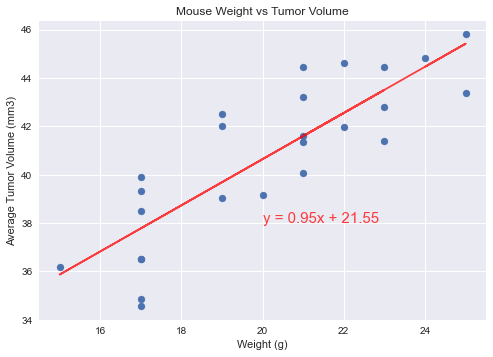 Mouse Weight vs Tumor Volume
Average Tumor Volume (mm3)
46
44
42
40
38
36
34
y = 0.95x + 21.55
16 18 20 22 24
Weight (g)